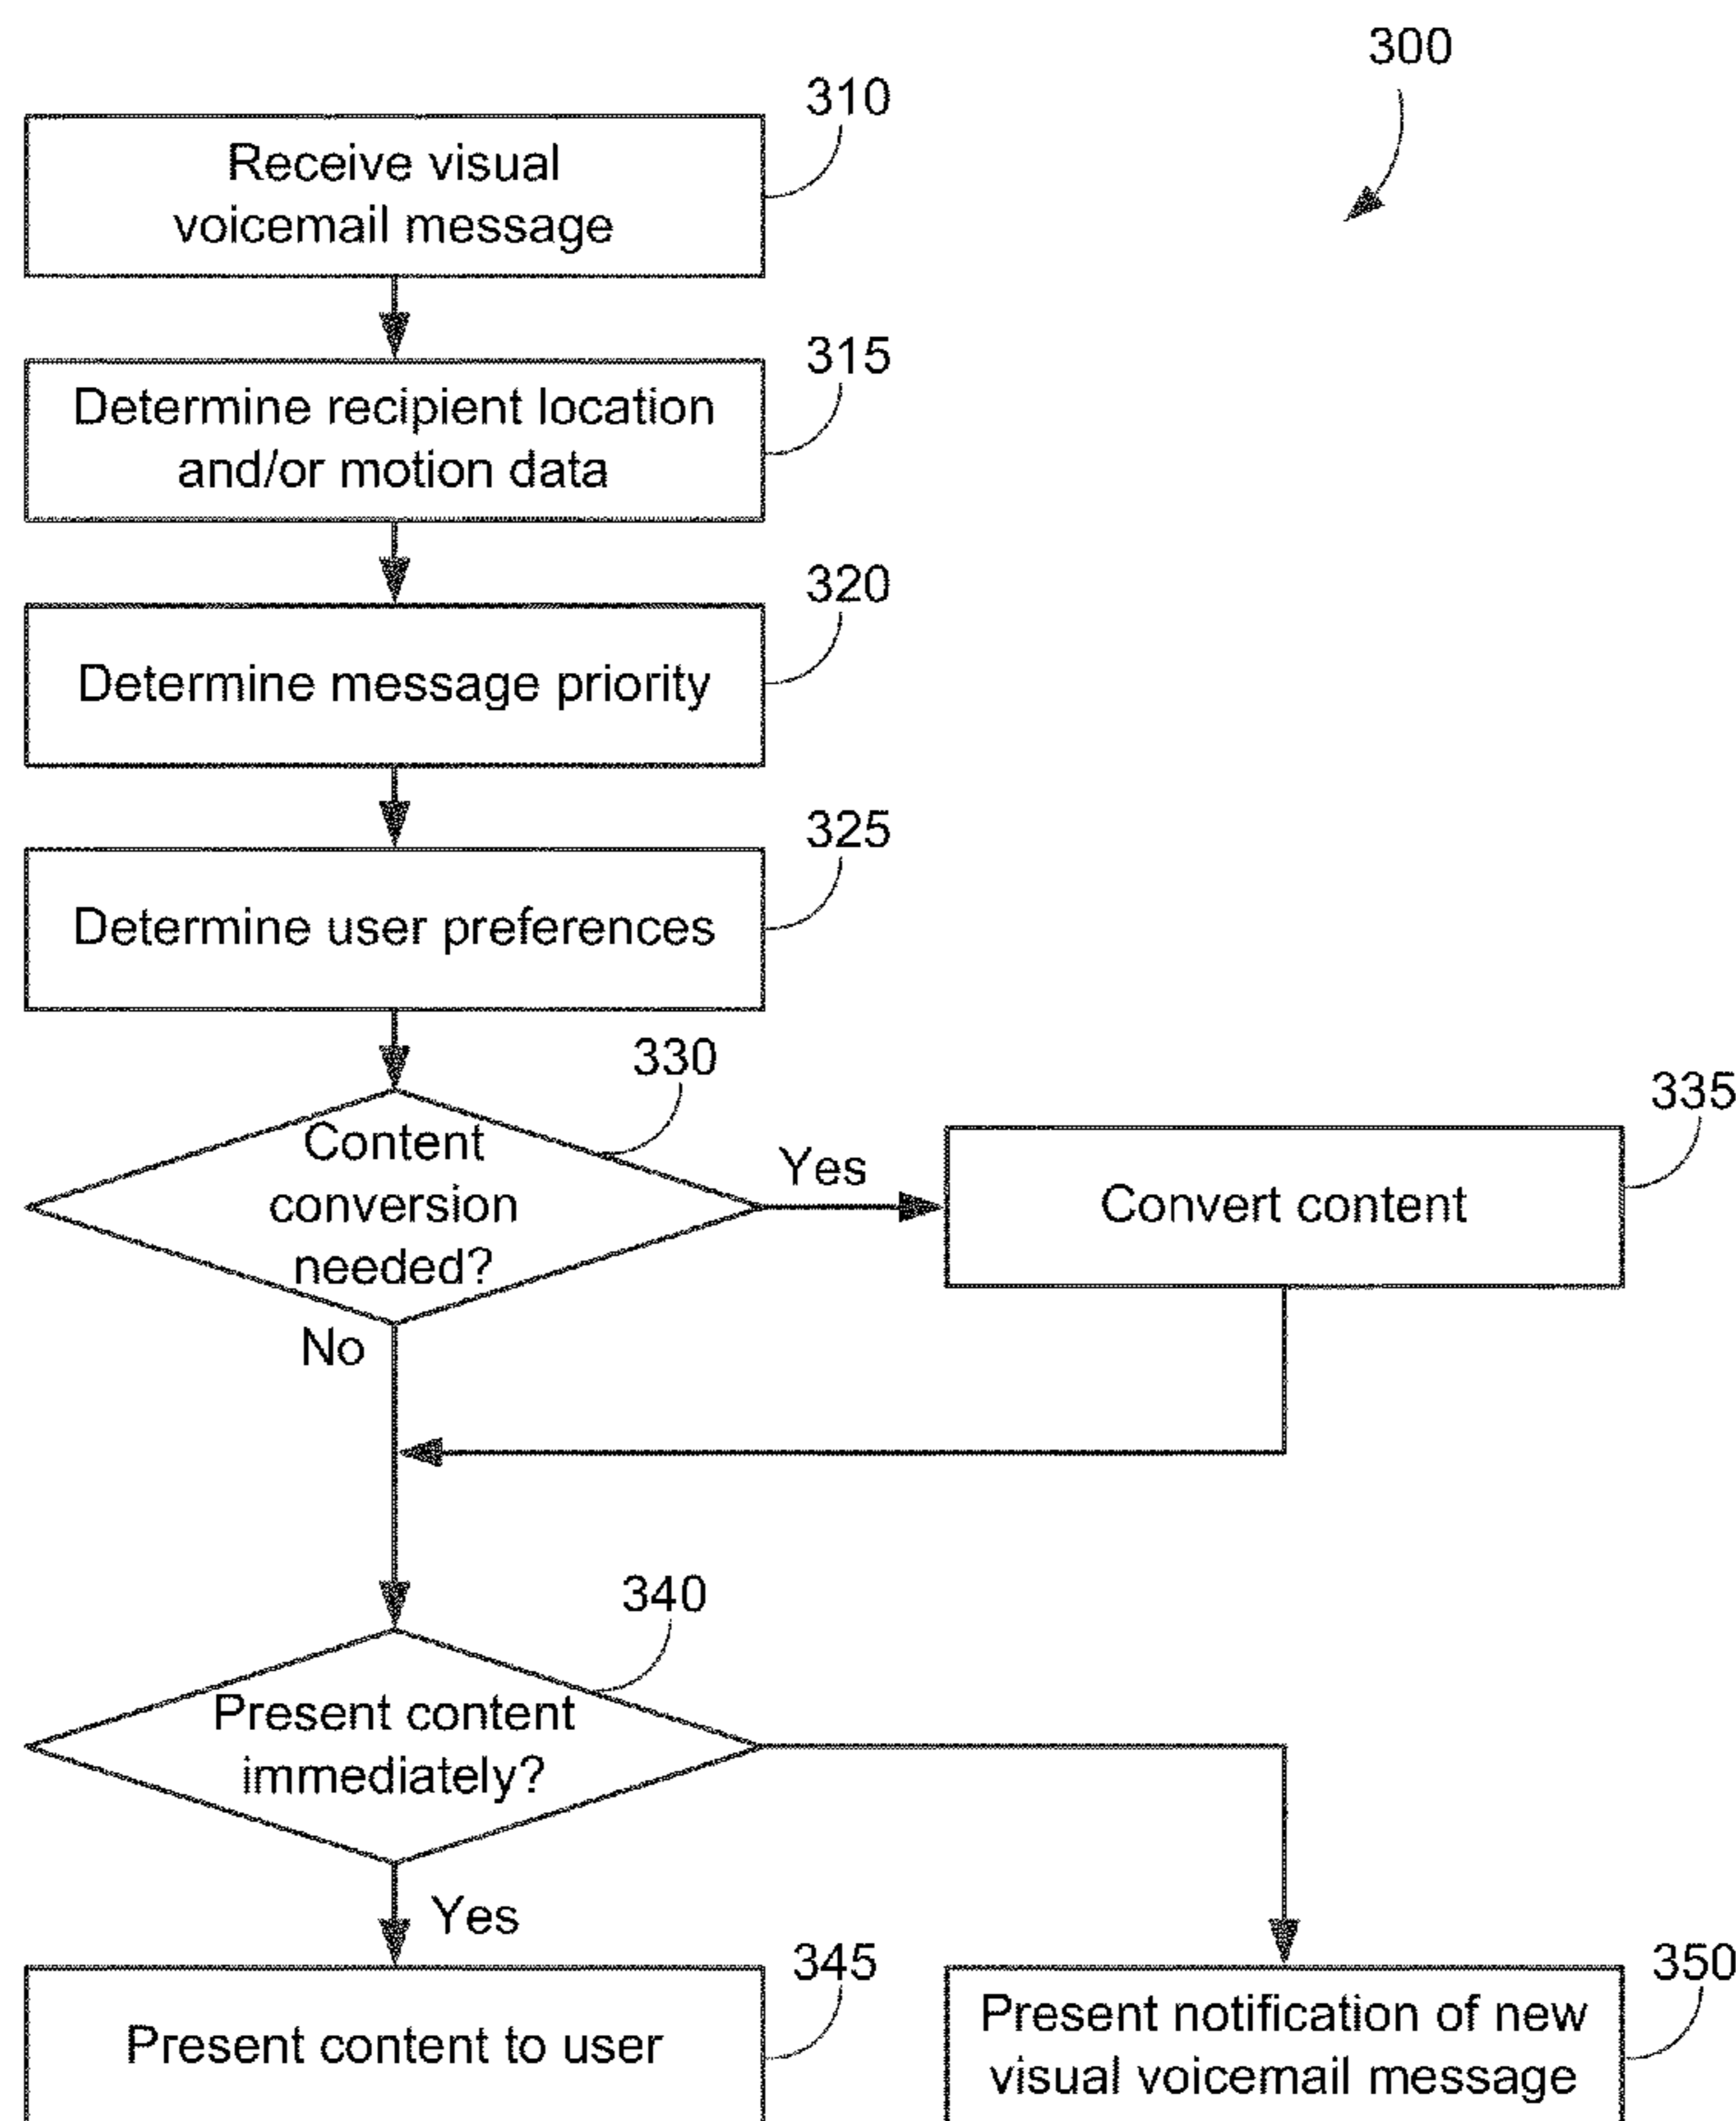 300
310
Receive visual
voicemail message
315
Determine recipient location
and/or motion data
320
Determine message priority
325
Determine user preferences
330
Content
conversion
needed?
Yes
335
Convert content
No
340
Present content
immediately?
Yes
345
Present content to user
350
Present notification of new
visual voicemail message